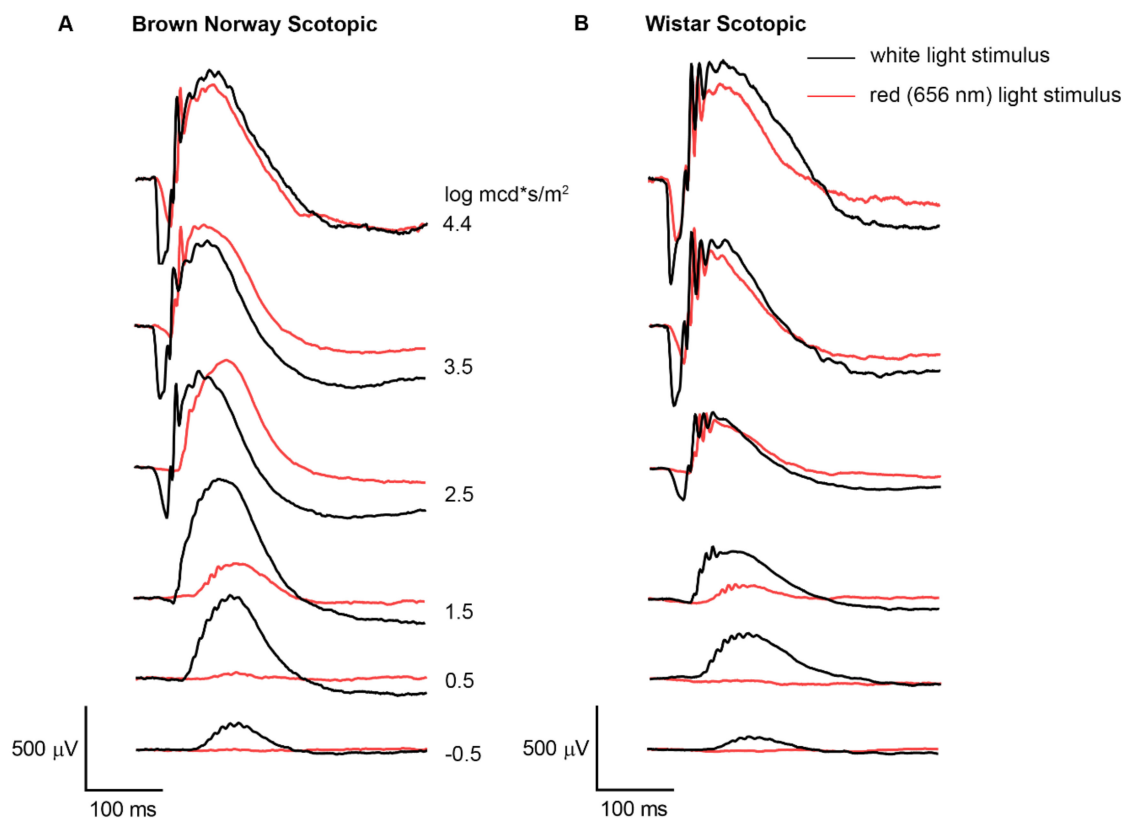 A Brown Norway Scotopic
B Wistar Scotopic
white light stimulus
red (656 nm) light stimulus
log mcd*s/m²
4.4
3.5
2.5
1.5
0.5
-0.5
500 μV
100 ms
500 μV
100 ms